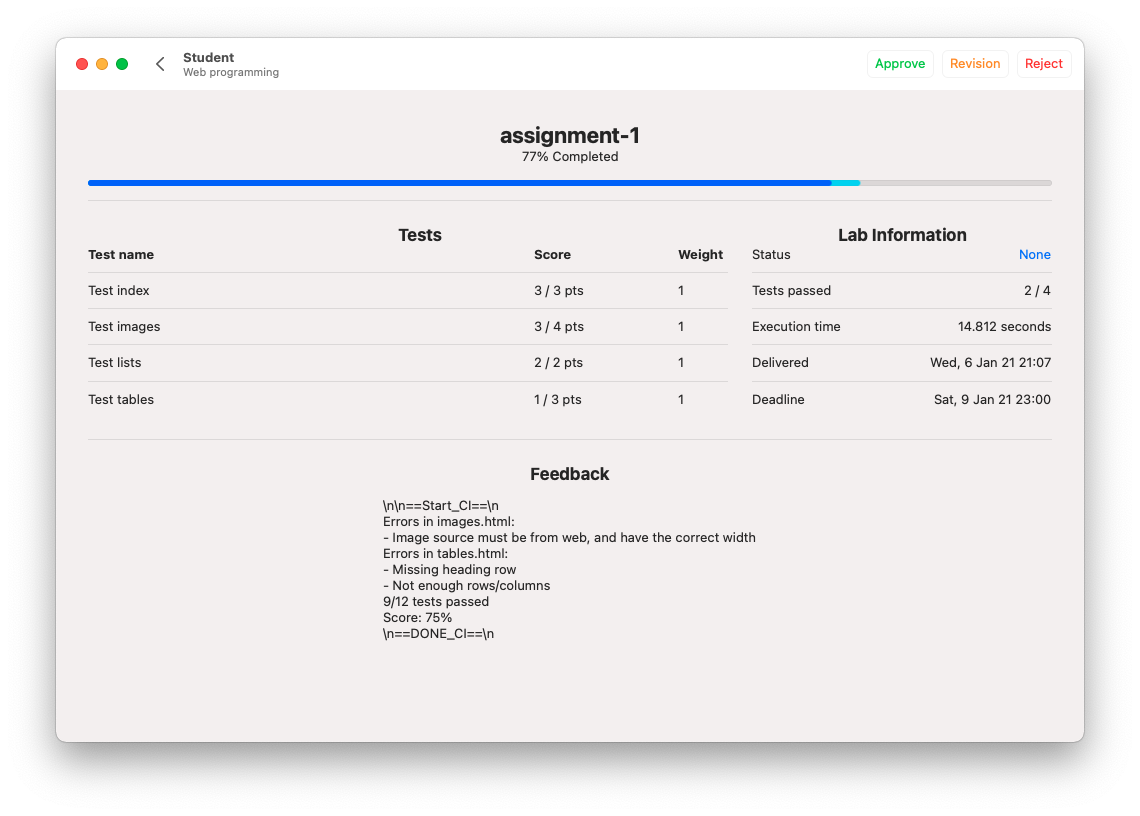 Student
Web programming
Approve
Revision
Reject
assignment-1
77% Completed
Tests
Test name Score Weight
Test index 3 / 3 pts 1
Test images 3 / 4 pts 1
Test lists 2 / 2 pts 1
Test tables 1 / 3 pts 1
Lab Information
Status None
Tests passed 2 / 4
Execution time 14.812 seconds
Delivered Wed, 6 Jan 21 21:07
Deadline Sat, 9 Jan 21 23:00
Feedback
\n\n==Start_CI==\n
Errors in images.html:
- Image source must be from web, and have the correct width
Errors in tables.html:
- Missing heading row
- Not enough rows/columns
9/12 tests passed
Score: 75%
\n==DONE_CI==\n